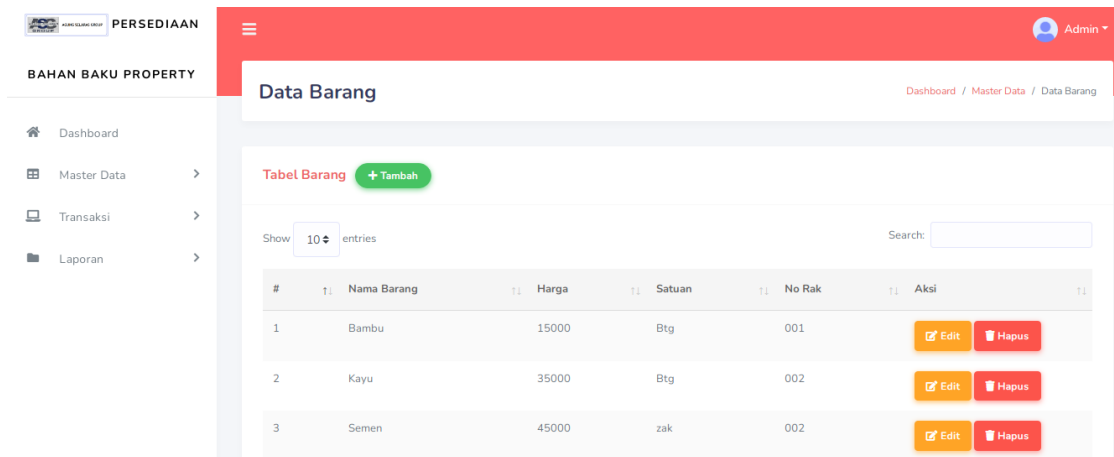 PERSEDIAAN
BAHAN BAKU PROPERTY
Dashboard
Master Data
Transaksi
Laporan
Admin
Data Barang
Dashboard / Master Data / Data Barang
Tabel Barang + Tambah
Show 10 entries
Search:
# Nama Barang Harga Satuan No Rak Aksi
1 Bambu 15000 Btg 001 Edit Hapus
2 Kayu 35000 Btg 002 Edit Hapus
3 Semen 45000 zak 002 Edit Hapus